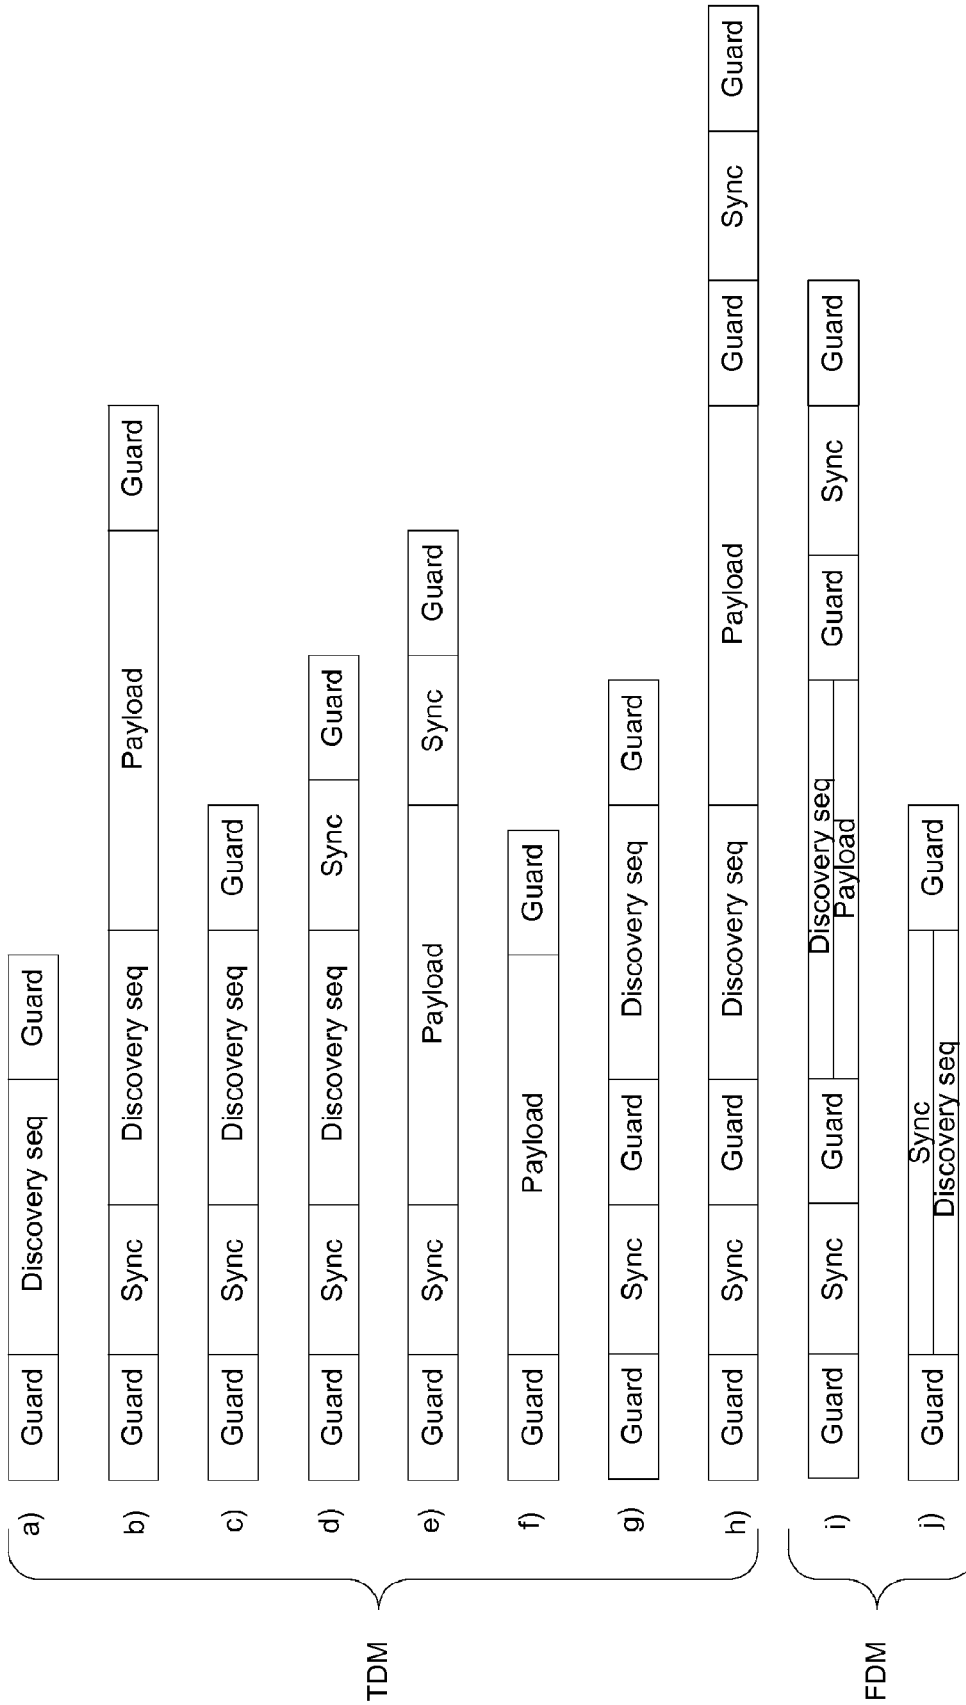 TDM
a) Guard Discovery seq Guard
b) Guard Sync Discovery seq Payload Guard
c) Guard Sync Discovery seq Guard
d) Guard Sync Discovery seq Sync Guard
e) Guard Sync Payload Sync Guard
f) Guard Payload Guard
g) Guard Sync Guard Discovery seq Guard
h) Guard Sync Guard Discovery seq Payload Guard Sync Guard
FDM
i) Guard Sync Guard Discovery seq Guard Sync Guard
Payload
j) Guard Sync Guard
Discovery seq